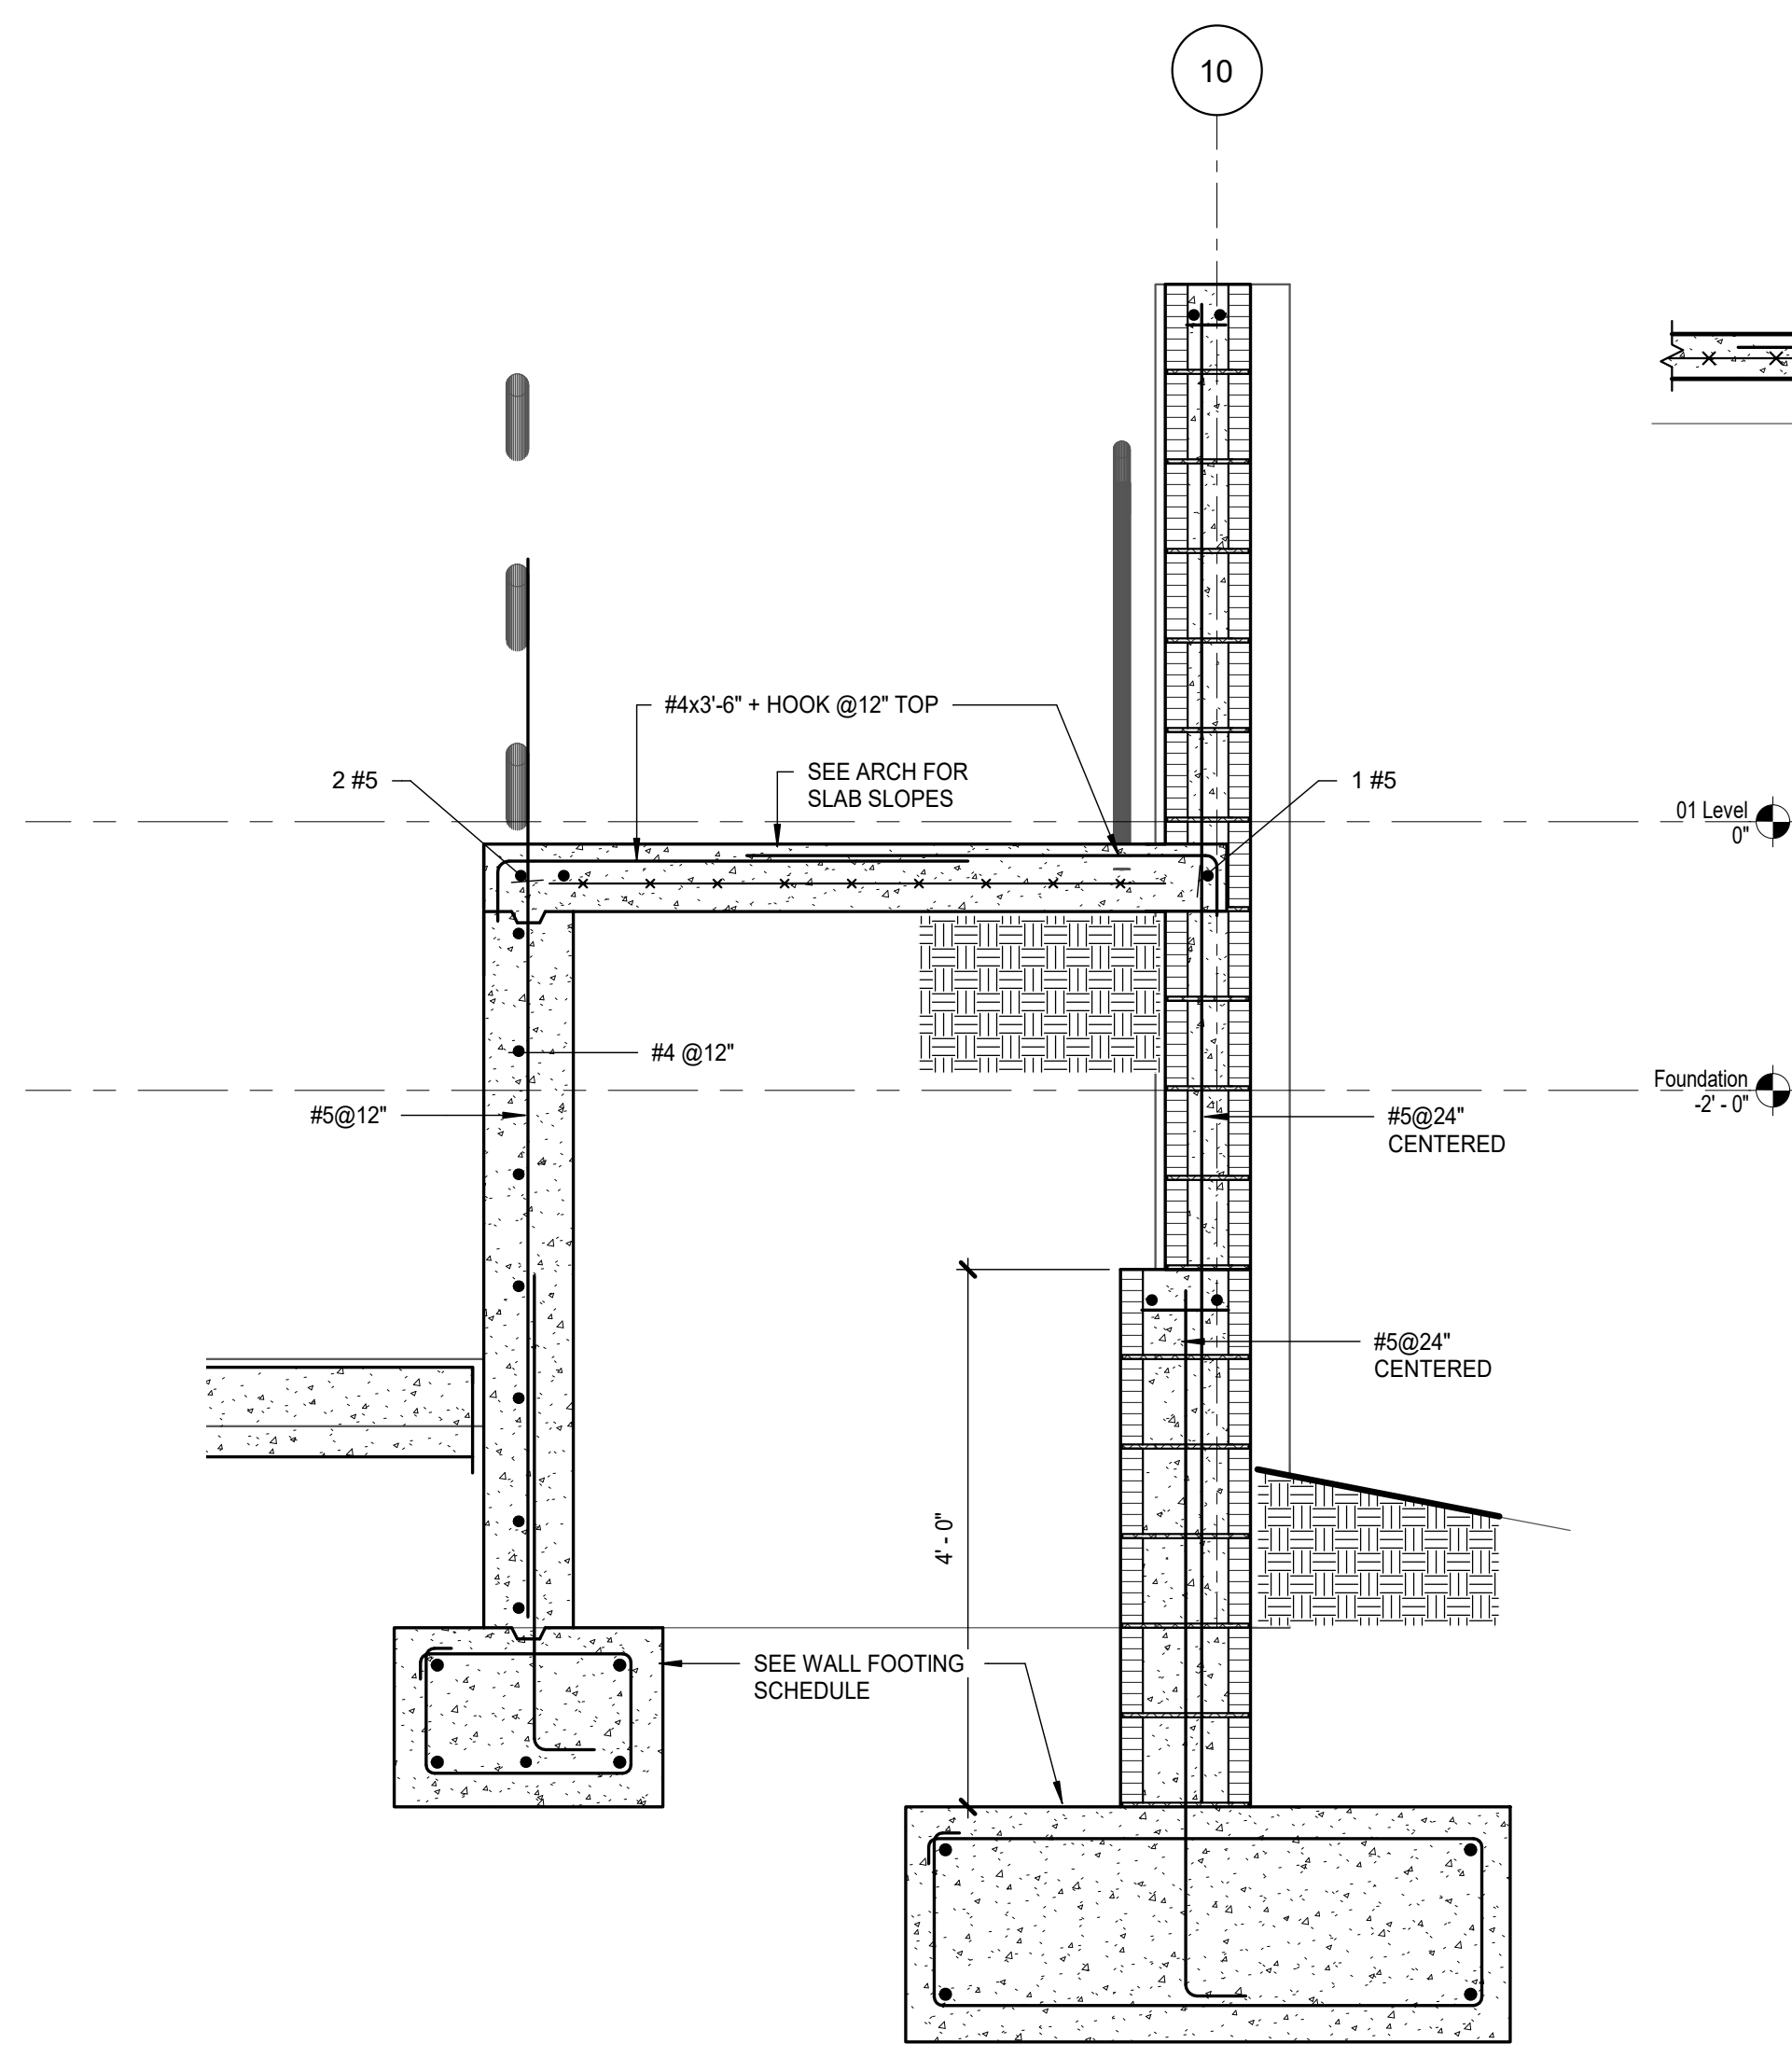 10
#4x3'-6" + HOOK @12" TOP
SEE ARCH FOR
SLAB SLOPES
2 #5
1 #5
01 Level
0"
#4 @12"
Foundation
-2' - 0"
#5@12"
#5@24"
CENTERED
#5@24"
CENTERED
4' - 0"
SEE WALL FOOTING
SCHEDULE